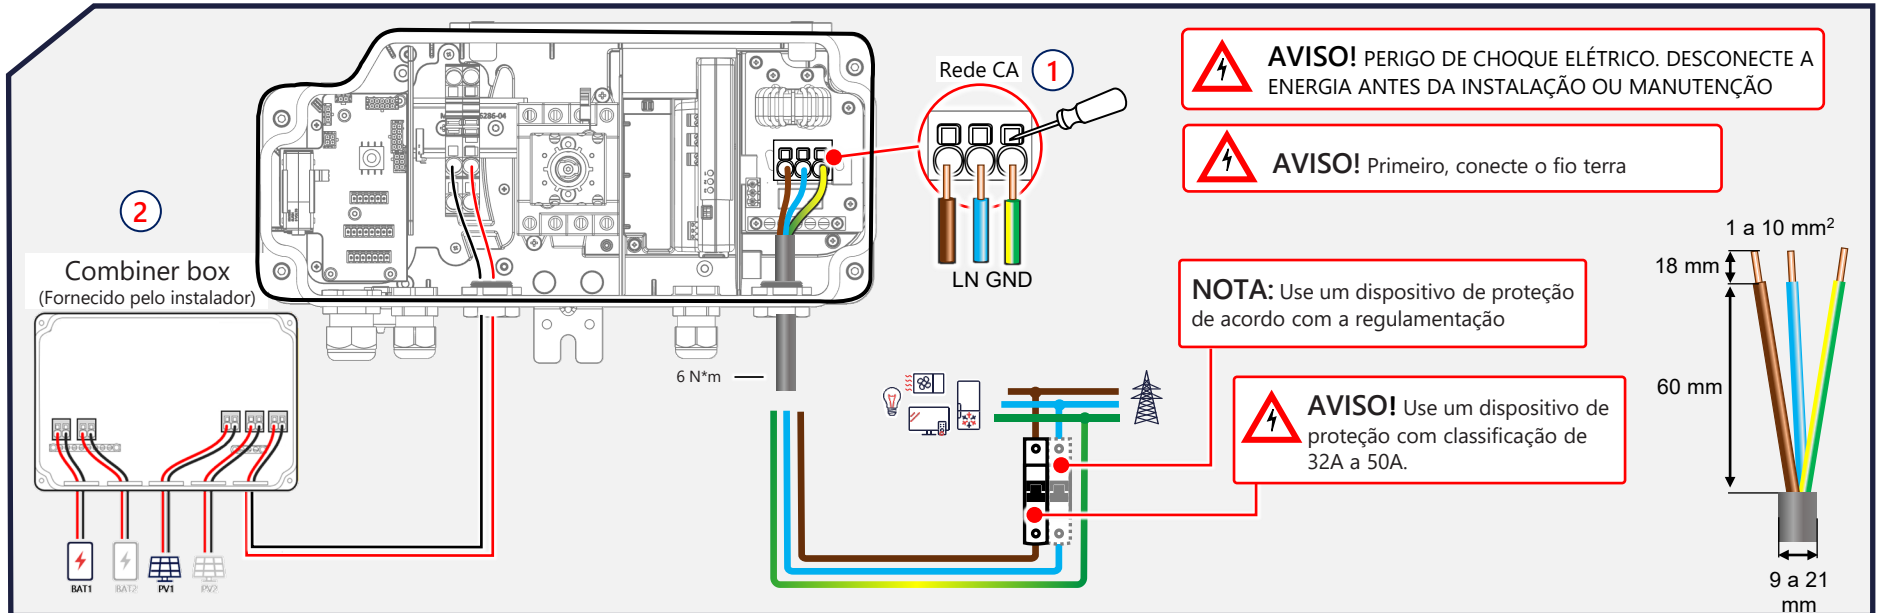 Rede CA 1
AVISO! PERIGO DE CHOQUE ELÉTRICO. DESCONECTE A
ENERGIA ANTES DA INSTALAÇÃO OU MANUTENÇÃO
AVISO! Primeiro, conecte o fio terra
LN GND
2
Combiner box
(Fornecido pelo instalador)
BAT1
BAT2
PV1
PV2
6 N*m
NOTA: Use um dispositivo de proteção
de acordo com a regulamentação
AVISO! Use um dispositivo de
proteção com classificação de
32A a 50A.
1 a 10 mm²
18 mm
60 mm
9 a 21
mm